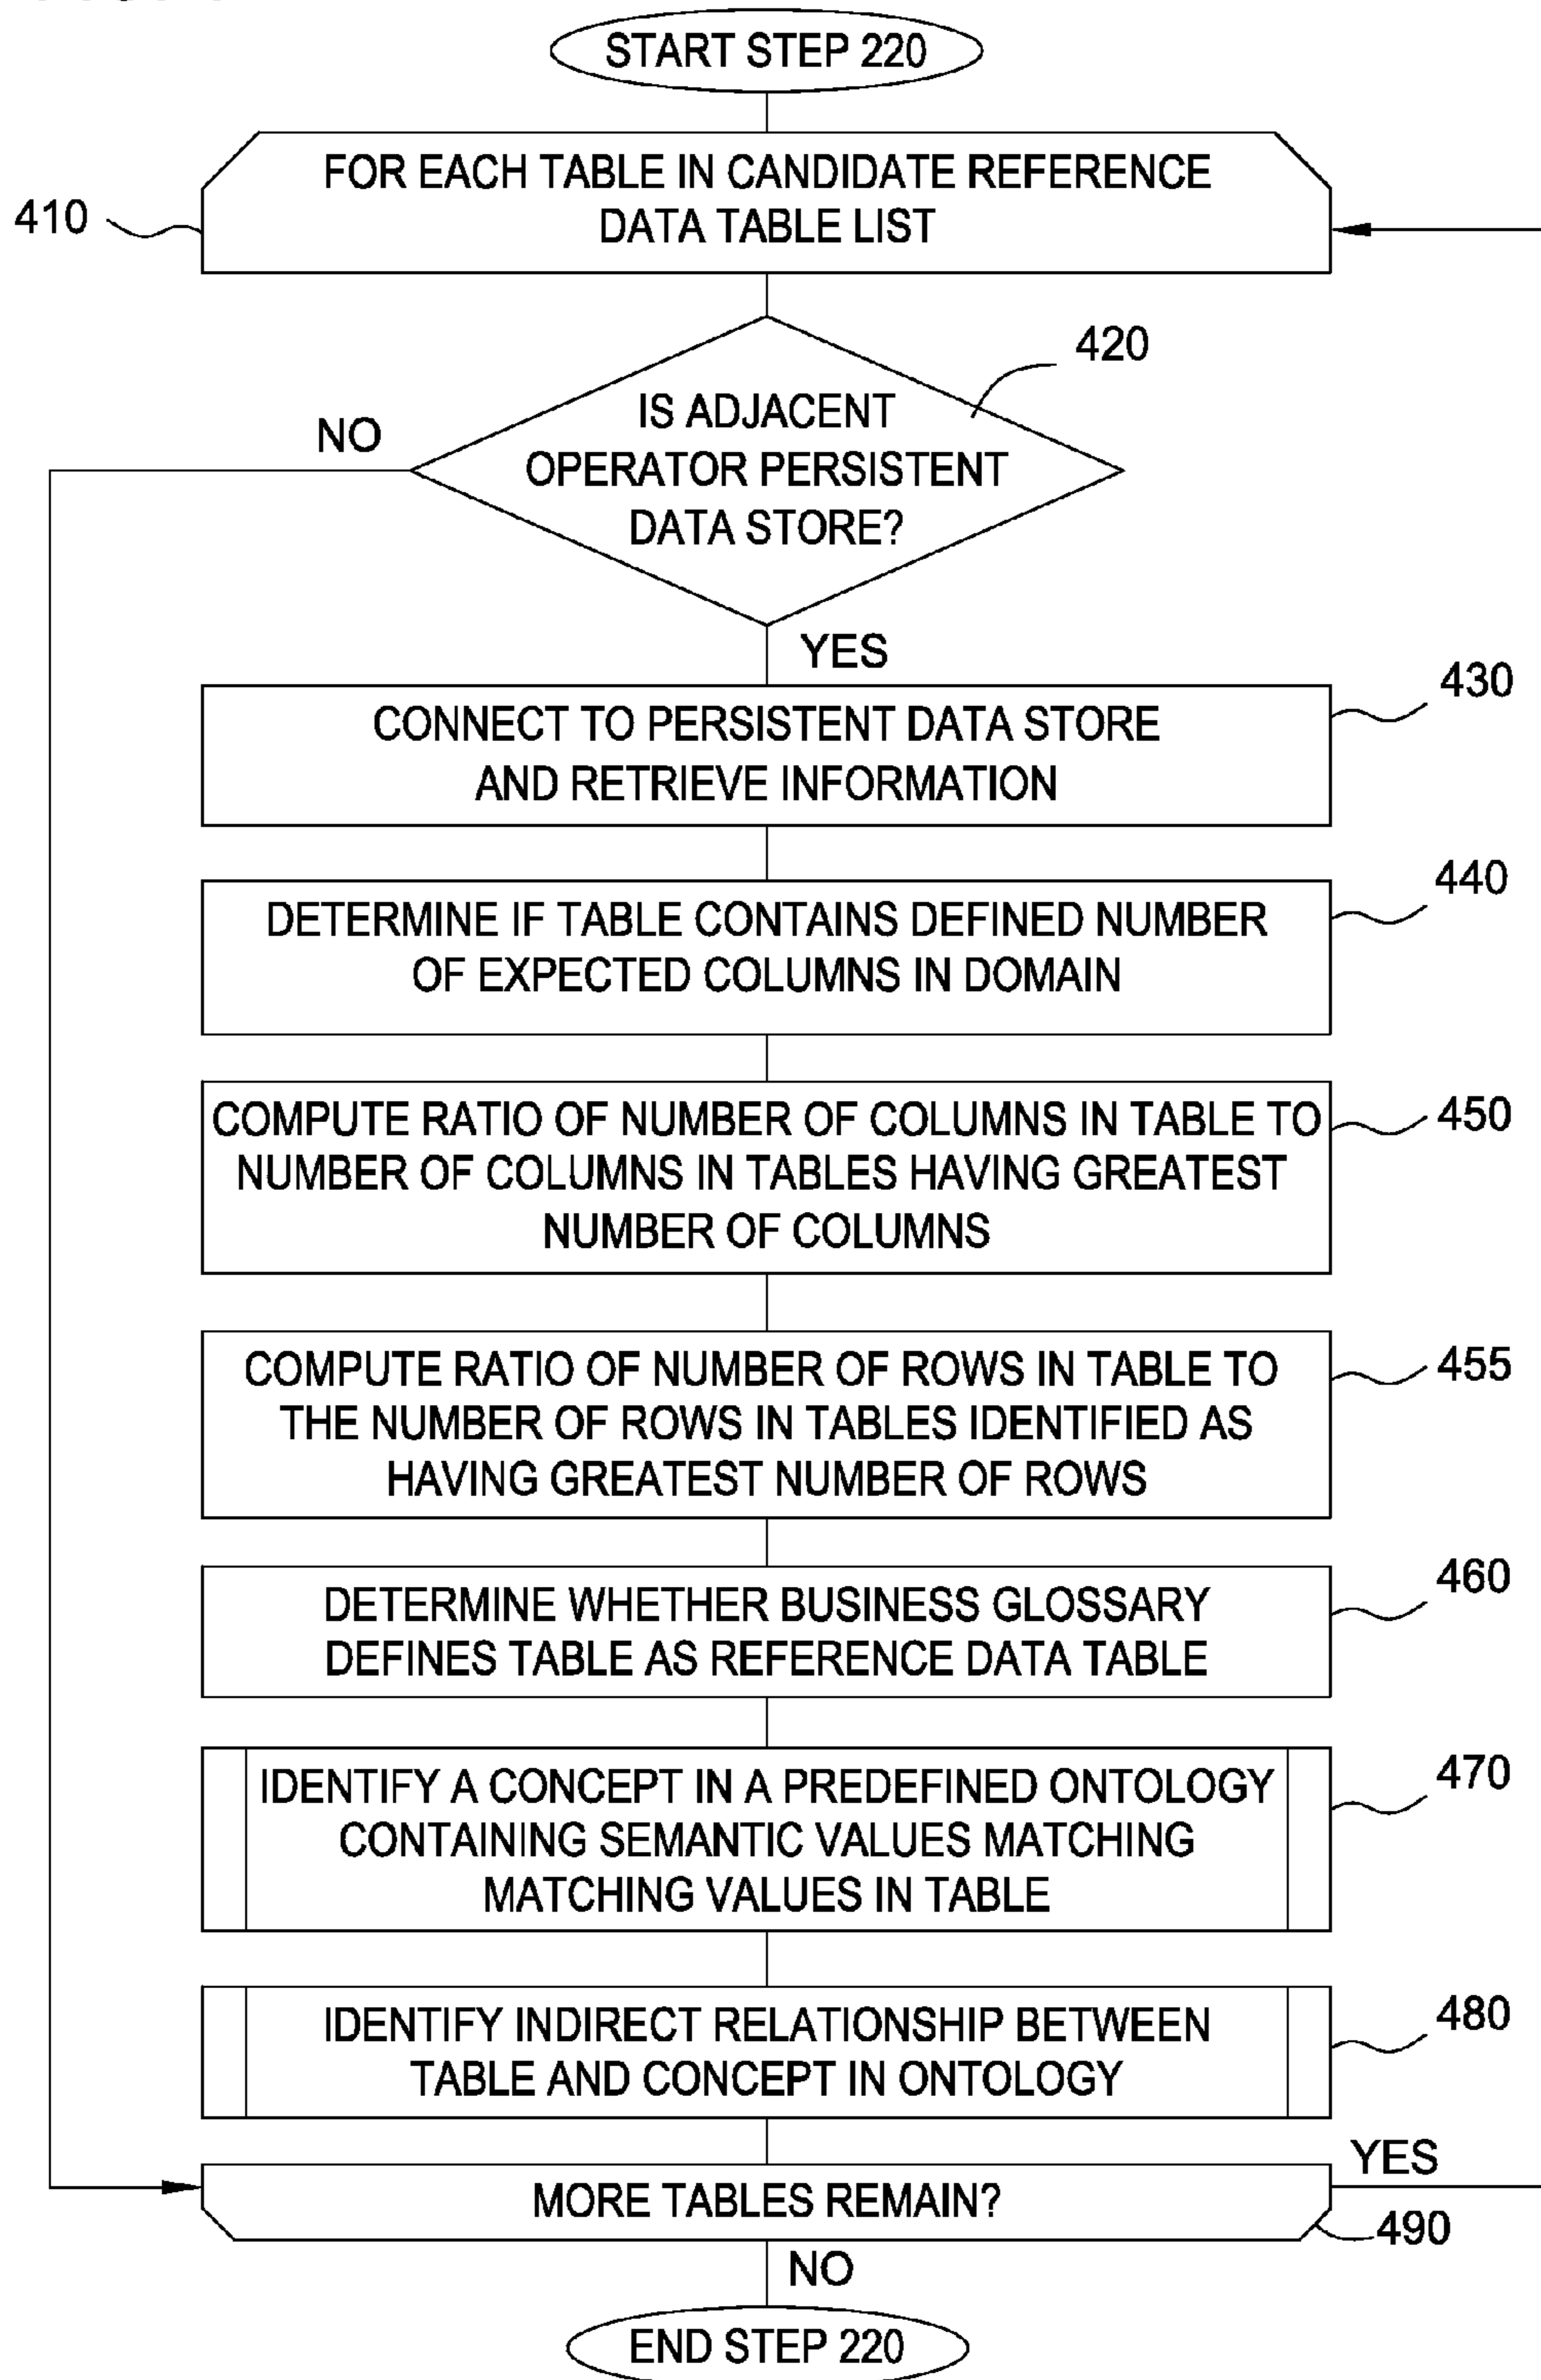 START STEP 220
FOR EACH TABLE IN CANDIDATE REFERENCE
DATA TABLE LIST
410
420
IS ADJACENT
OPERATOR PERSISTENT
DATA STORE?
NO
YES
430
CONNECT TO PERSISTENT DATA STORE
AND RETRIEVE INFORMATION
440
DETERMINE IF TABLE CONTAINS DEFINED NUMBER
OF EXPECTED COLUMNS IN DOMAIN
450
COMPUTE RATIO OF NUMBER OF COLUMNS IN TABLE TO
NUMBER OF COLUMNS IN TABLES HAVING GREATEST
NUMBER OF COLUMNS
455
COMPUTE RATIO OF NUMBER OF ROWS IN TABLE TO
THE NUMBER OF ROWS IN TABLES IDENTIFIED AS
HAVING GREATEST NUMBER OF ROWS
460
DETERMINE WHETHER BUSINESS GLOSSARY
DEFINES TABLE AS REFERENCE DATA TABLE
470
IDENTIFY A CONCEPT IN A PREDEFINED ONTOLOGY
CONTAINING SEMANTIC VALUES MATCHING
MATCHING VALUES IN TABLE
480
IDENTIFY INDIRECT RELATIONSHIP BETWEEN
TABLE AND CONCEPT IN ONTOLOGY
YES
MORE TABLES REMAIN?
490
NO
END STEP 220